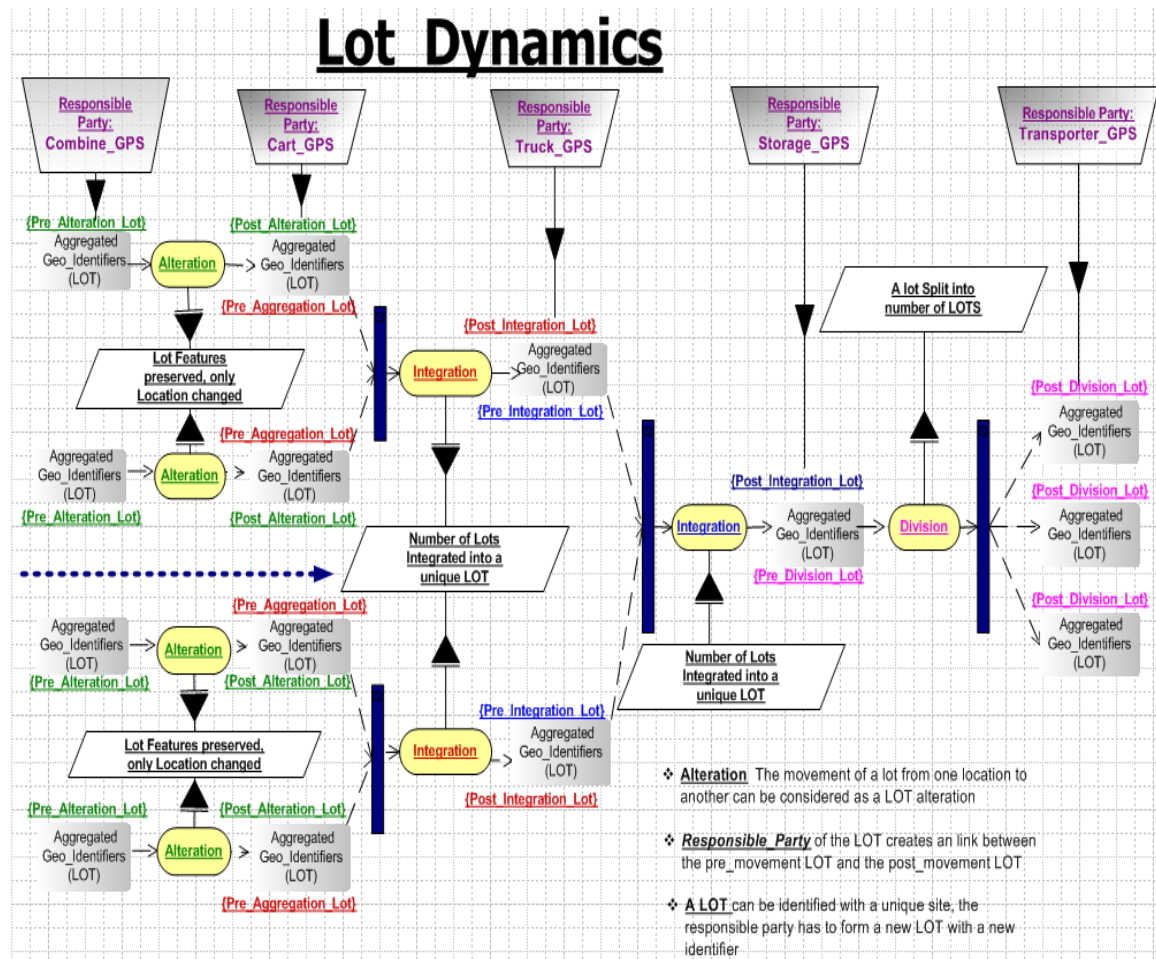 Lot Dynamics
Responsible
Party:
Combine_GPS
Responsible
Party:
Cart_GPS
Responsible
Party:
Truck_GPS
Responsible
Party:
Storage_GPS
Responsible Party:
Transporter_GPS
{Pre_Alteration_Lot}
Aggregated
Geo_Identifiers
(LOT)
Alteration
{Post_Alteration_Lot}
Aggregated
Geo_Identifiers
(LOT)
{Pre_Aggregation_Lot}
Lot Features
preserved, only
Location changed
{Pre_Aggregation_Lot}
Aggregated
Geo_Identifiers
(LOT)
Alteration
Aggregated
Geo_Identifiers
(LOT)
{Pre_Alteration_Lot}
{Post_Alteration_Lot}
{Post_Integration_Lot}
Integration
Aggregated
Geo_Identifiers
(LOT)
{Pre_Integration_Lot}
Number of Lots
Integrated into a
unique LOT
{Pre_Aggregation_Lot}
Aggregated
Geo_Identifiers
(LOT)
Alteration
Aggregated
Geo_Identifiers
(LOT)
{Pre_Alteration_Lot}
{Post_Alteration_Lot}
Lot Features preserved,
only Location changed
{Pre_Alteration_Lot}
{Post_Alteration_Lot}
Aggregated
Geo_Identifiers
(LOT)
Alteration
Aggregated
Geo_Identifiers
(LOT)
{Pre_Aggregation_Lot}
{Pre_Integration_Lot}
Integration
Aggregated
Geo_Identifiers
(LOT)
{Post_Integration_Lot}
A lot Split into
number of LOTS
{Post_Integration_Lot}
Integration
Aggregated
Geo_Identifiers
(LOT)
Division
{Pre_Division_Lot}
Number of Lots
Integrated into a
unique LOT
{Post_Division_Lot}
Aggregated
Geo_Identifiers
(LOT)
{Post_Division_Lot}
Aggregated
Geo_Identifiers
(LOT)
{Post_Division_Lot}
Aggregated
Geo_Identifiers
(LOT)
❖ Alteration The movement of a lot from one location to
another can be considered as a LOT alteration
❖ Responsible_Party of the LOT creates an link between
the pre_movement LOT and the post_movement LOT
❖ A LOT can be identified with a unique site, the
responsible party has to form a new LOT with a new
identifier